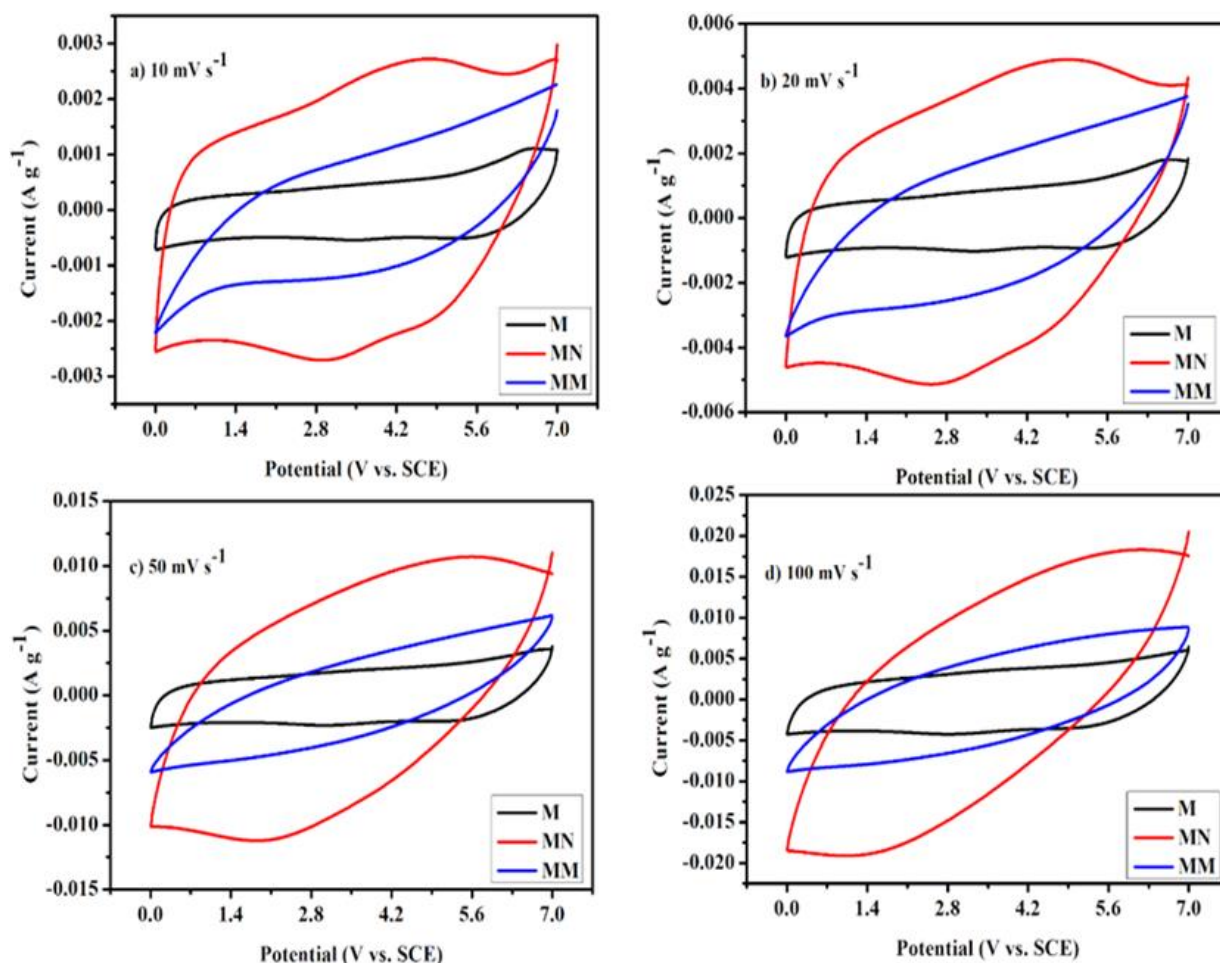 a) 10 mV s-1
Current (A g-1)
0.003
0.002
0.001
0.000
-0.001
-0.002
-0.003
0.0 1.4 2.8 4.2 5.6 7.0
Potential (V vs. SCE)
M
MN
MM
b) 20 mV s-1
Current (A g-1)
0.006
0.004
0.002
0.000
-0.002
-0.004
-0.006
0.0 1.4 2.8 4.2 5.6 7.0
Potential (V vs. SCE)
M
MN
MM
c) 50 mV s-1
Current (A g-1)
0.015
0.010
0.005
0.000
-0.005
-0.010
-0.015
0.0 1.4 2.8 4.2 5.6 7.0
Potential (V vs. SCE)
M
MN
MM
d) 100 mV s-1
Current (A g-1)
0.025
0.020
0.015
0.010
0.005
0.000
-0.005
-0.010
-0.015
-0.020
0.0 1.4 2.8 4.2 5.6 7.0
Potential (V vs. SCE)
M
MN
MM